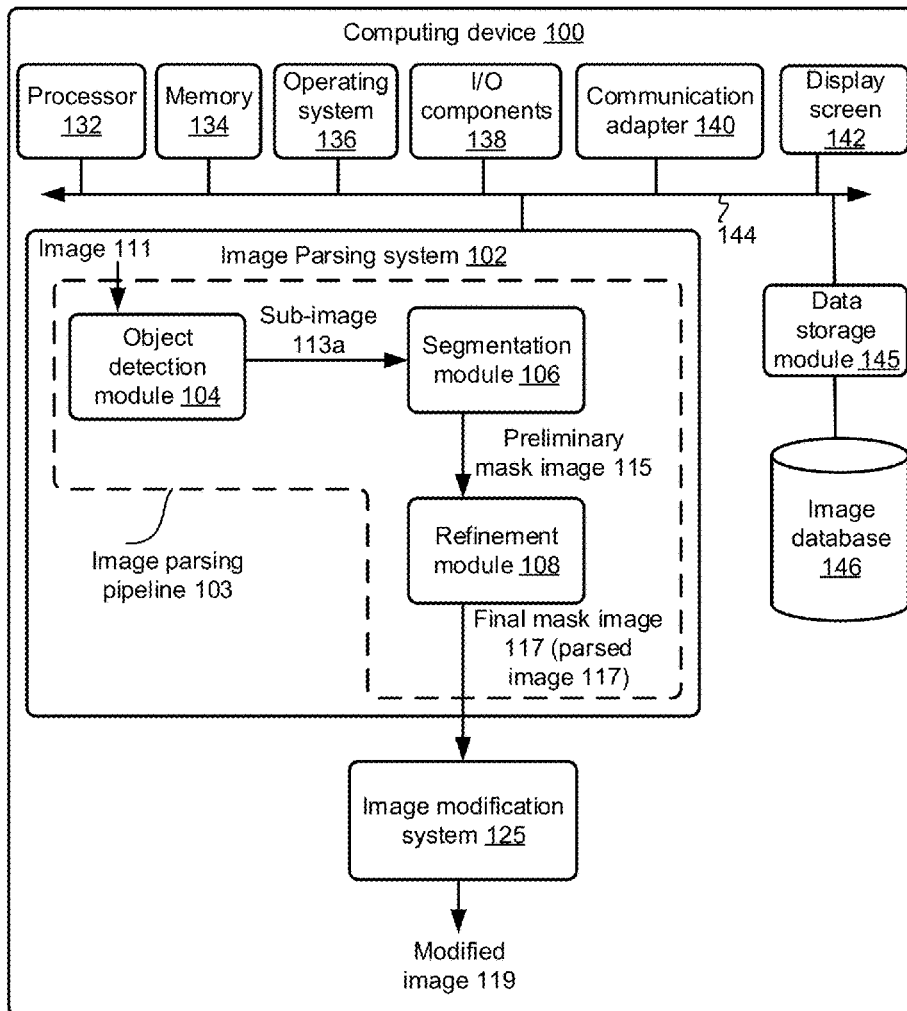 Computing device 100
Processor
132
Memory
134
Operating
system
136
I/O
components
138
Communication
adapter 140
Display
screen
142
144
Image 111
Image Parsing system 102
Object
detection
module 104
Sub-image
113a
Segmentation
module 106
Data
storage
module 145
Preliminary
mask image 115
Image parsing
pipeline 103
Refinement
module 108
Image
database
146
Final mask image
117 (parsed
image 117)
Image modification
system 125
Modified
image 119